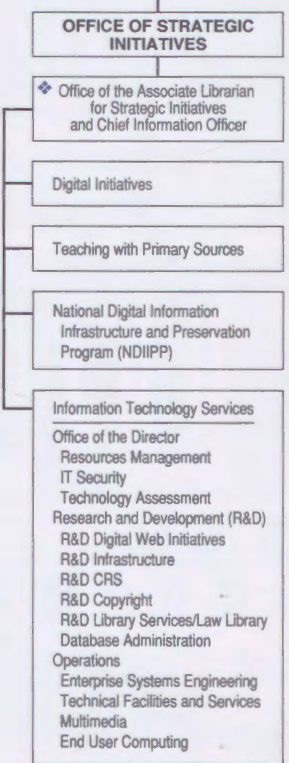 OFFICE OF STRATEGIC
INITIATIVES
Office of the Associate Librarian
for Strategic Initiatives
and Chief Information Officer
Digital Initiatives
Teaching with Primary Sources
National Digital Information
Infrastructure and Preservation
Program (NDIIPP)
Information Technology Services
Office of the Director
Resources Management
IT Security
Technology Assessment
Research and Development (R&D)
R&D Digital Web Initiatives
R&D Infrastructure
R&D CRS
R&D Copyright
R&D Library Services/Law Library
Database Administration
Operations
Enterprise Systems Engineering
Technical Facilities and Services
Multimedia
End User Computing